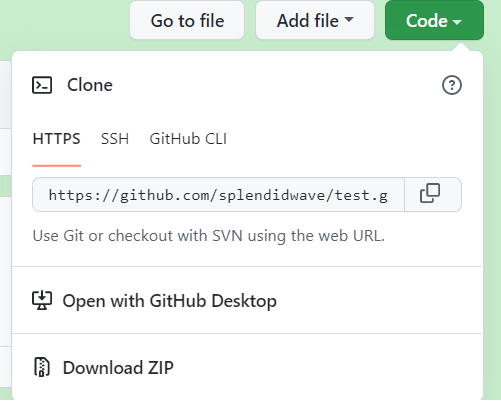 Go to file Add file Code
Clone
HTTPS SSH GitHub CLI
https://github.com/splendidwave/test.g
Use Git or checkout with SVN using the web URL.
Open with GitHub Desktop
Download ZIP